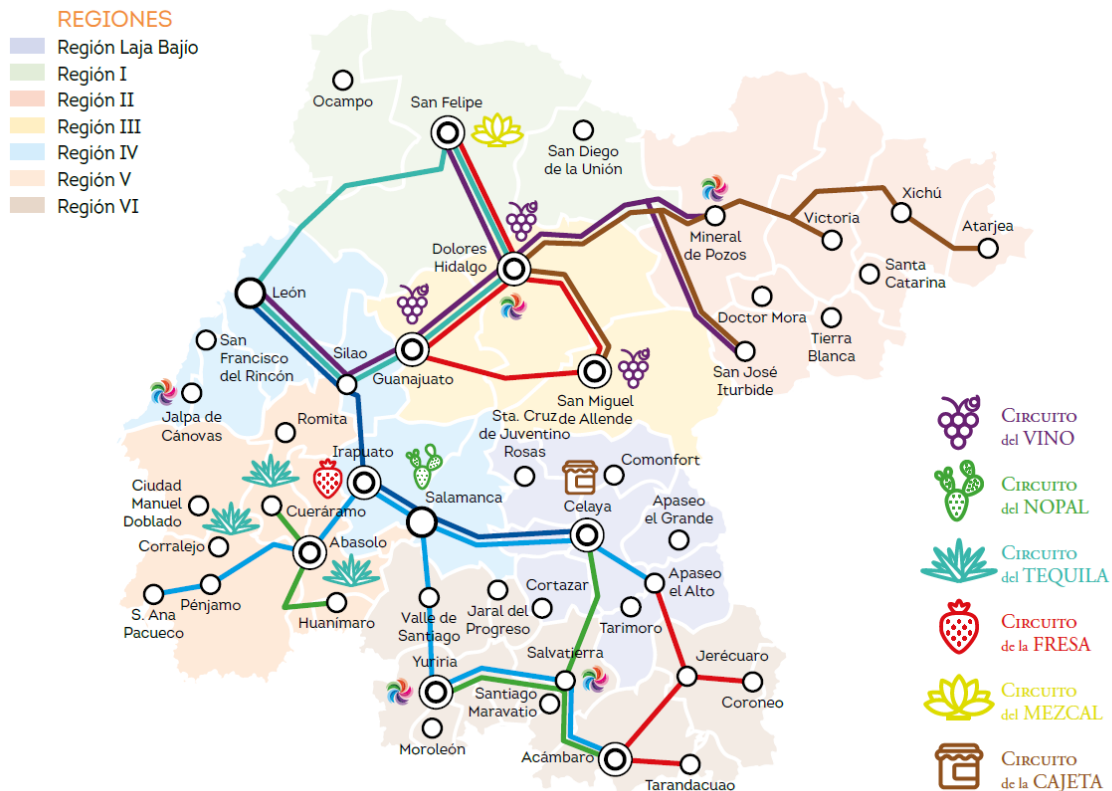 REGIONES
Región Laja Bajío
Región I
Región II
Región III
Región IV
Región V
Región VI
Ocampo
San Felipe
San Diego
de la Unión
Dolores
Hidalgo
Mineral
de Pozos
Victoria
Xichú
Atarjea
Santa
Catarina
León
Doctor Mora
Tierra
Blanca
San
Francisco
del Rincón
Silao
Guanajuato
San José
Iturbide
Jalpa de
Cánovas
San Miguel
de Allende
Romita
Sta. Cruz
de Juventino
Rosas
Irapuato
Comonfort
Ciudad
Manuel
Doblado
Cuerámaro
Salamanca
Celaya
Apaseo
el Grande
Corralejo
Abasolo
S. Ana
Pacueco
Pénjamo
Huanímaro
Valle de
Santiago
Jaral del
Progreso
Cortazar
Tarimoro
Apaseo
el Alto
Yuriria
Salvatierra
Jerécuaro
Santiago
Maravatio
Coroneo
Moroleón
Acámbaro
Tarandacuao
CIRCUITO
del VINO
CIRCUITO
del NOPAL
CIRCUITO
del TEQUILA
CIRCUITO
de la FRESA
CIRCUITO
del MEZCAL
CIRCUITO
de la CAJETA